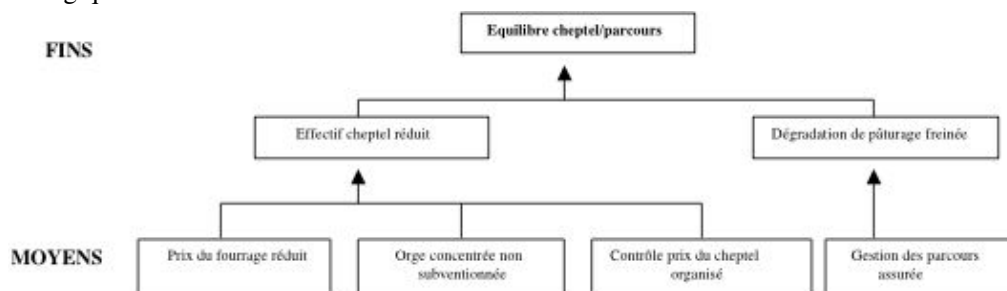 Equilibre cheptel/parcours
FINS
Effectif cheptel réduit
Dégradation de pâturage freinée
MOYENS
Prix du fourrage réduit
Orge concentrée non
subventionnée
Contrôle prix du cheptel
organisé
Gestion des parcours
assurée